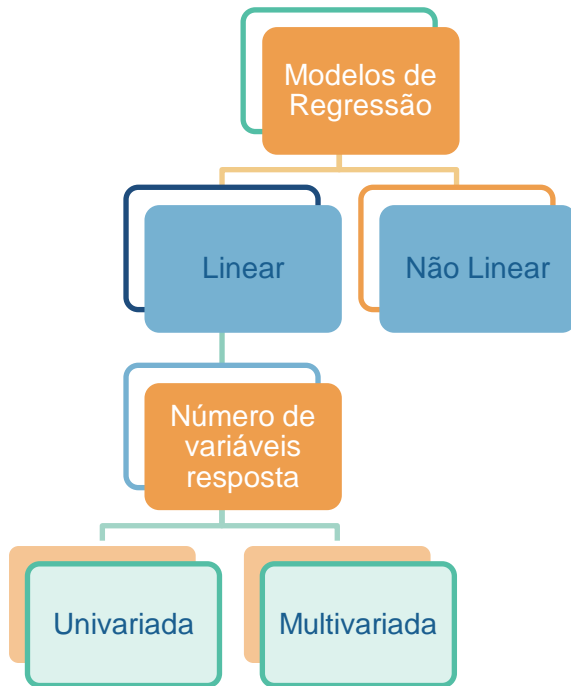 Modelos de
Regressão
Linear
Não Linear
Número de
variáveis
resposta
Univariada
Multivariada